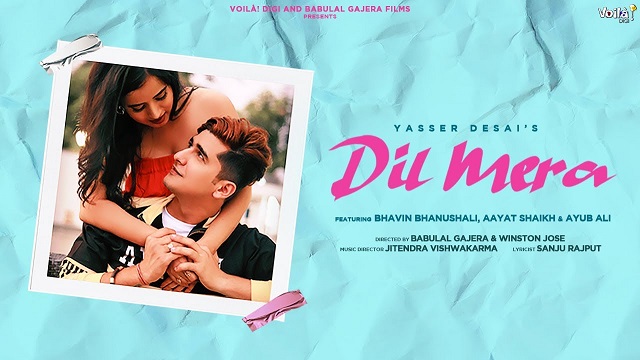 VOILÀ! DIGI AND BABULAL GAJERA FILMS
PRESENTS
Voilà!
DIGI
YASSER DESAI'S
Dil Mera
FEATURING BHAVIN BHANUSHALI, AAYAT SHAIKH & AYUB ALI
DIRECTED BY BABULAL GAJERA & WINSTON JOSE
MUSIC DIRECTOR JITENDRA VISHWAKARMA LYRICIST SANJU RAJPUT